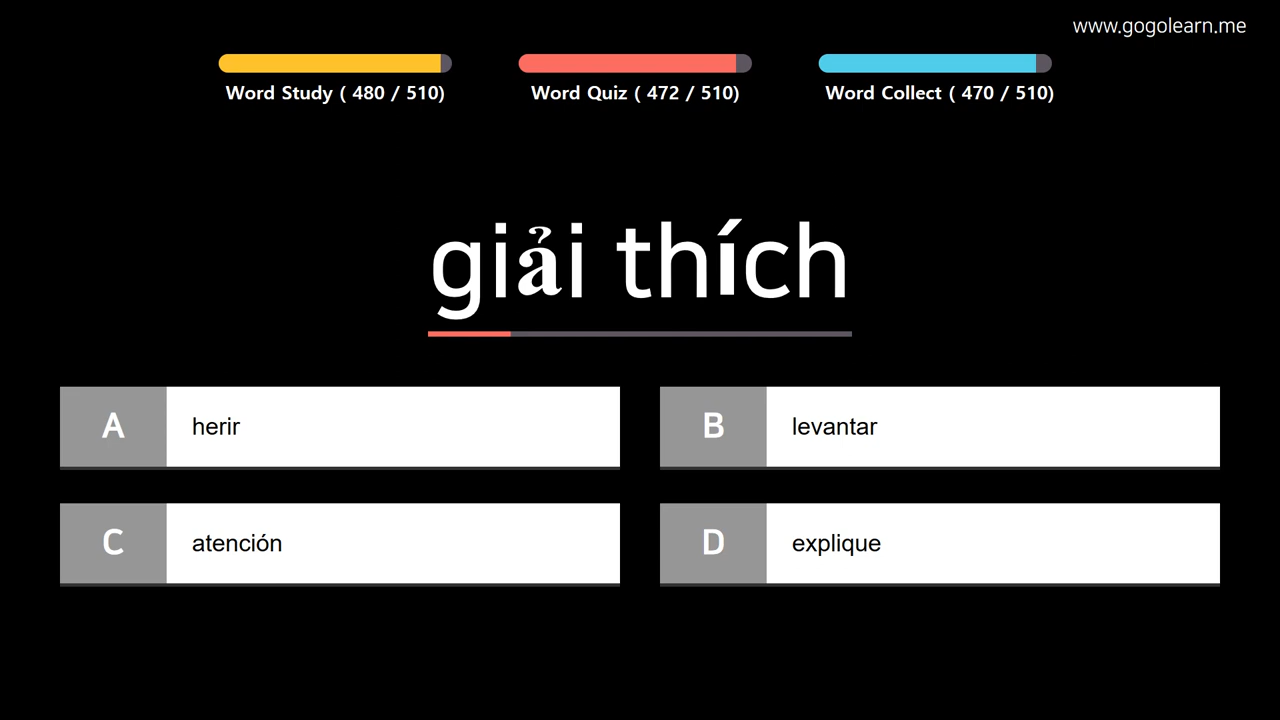 www.gogolearn.me
Word Study ( 480 / 510)
Word Quiz ( 472 / 510)
Word Collect ( 470 / 510)
giải thích
A herir
B levantar
C atención
D explique